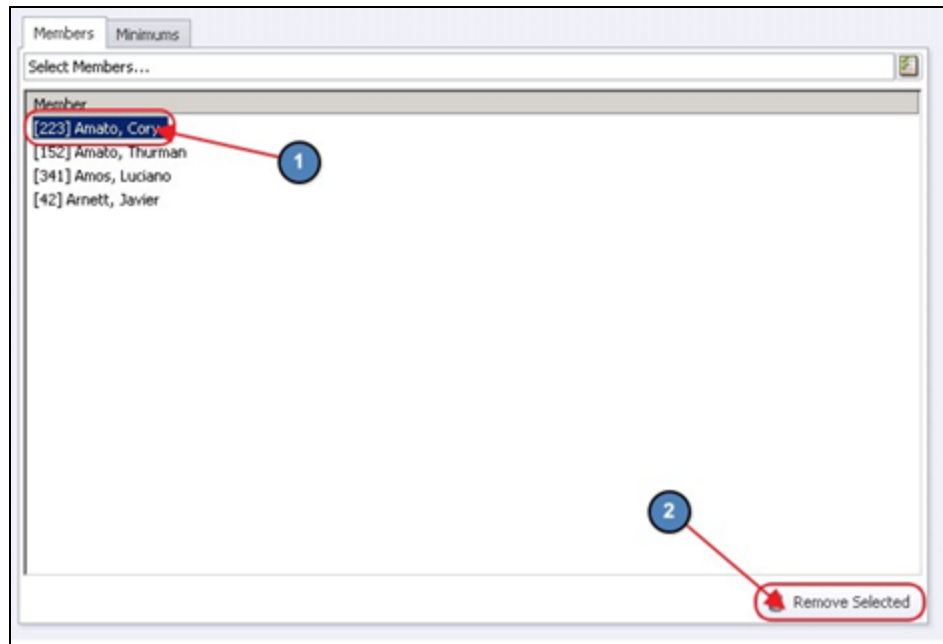 Members Minimums
Select Members...
Member
[223] Amato, Cory
1
[152] Amato, Thurman
[341] Amos, Luciano
[42] Arnett, Javier
2
Remove Selected